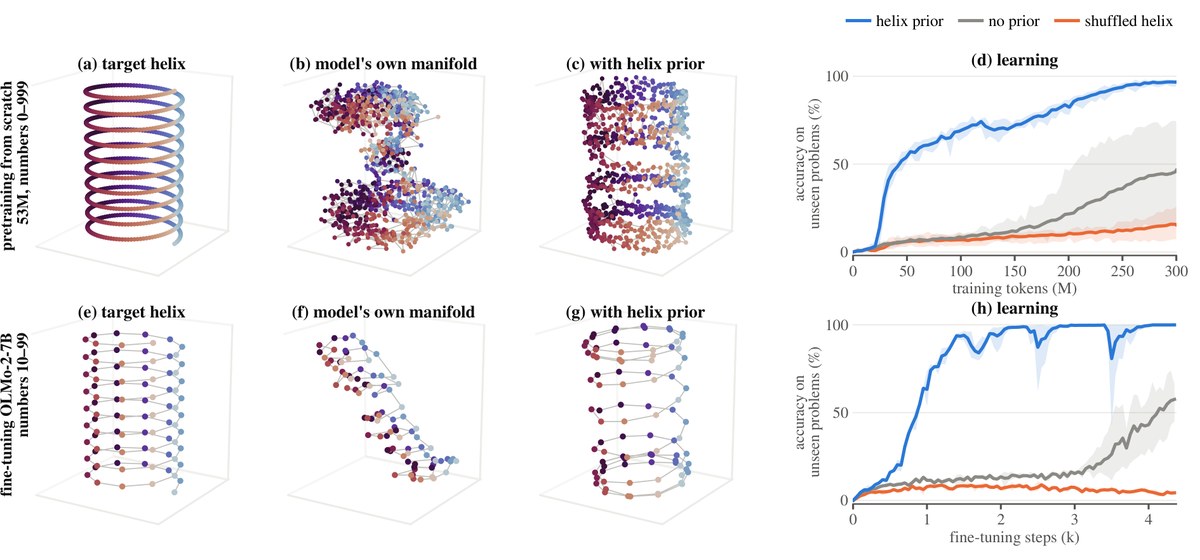 helix prior no prior shuffled helix
pretraining from scratch
53M, numbers 0–999
(a) target helix
(b) model's own manifold
(c) with helix prior
(d) learning
accuracy on
unseen problems (%)
100
50
0
0 50 100 150 200 250 300
training tokens (M)
fine-tuning OLMo-2-7B
numbers 10–99
(e) target helix
(f) model's own manifold
(g) with helix prior
(h) learning
accuracy on
unseen problems (%)
100
50
0
0 1 2 3 4
fine-tuning steps (k)